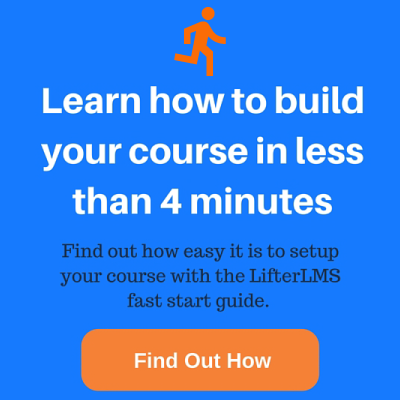 Learn how to build
your course in less
than 4 minutes
Find out how easy it is to setup
your course with the LifterLMS
fast start guide.
Find Out How